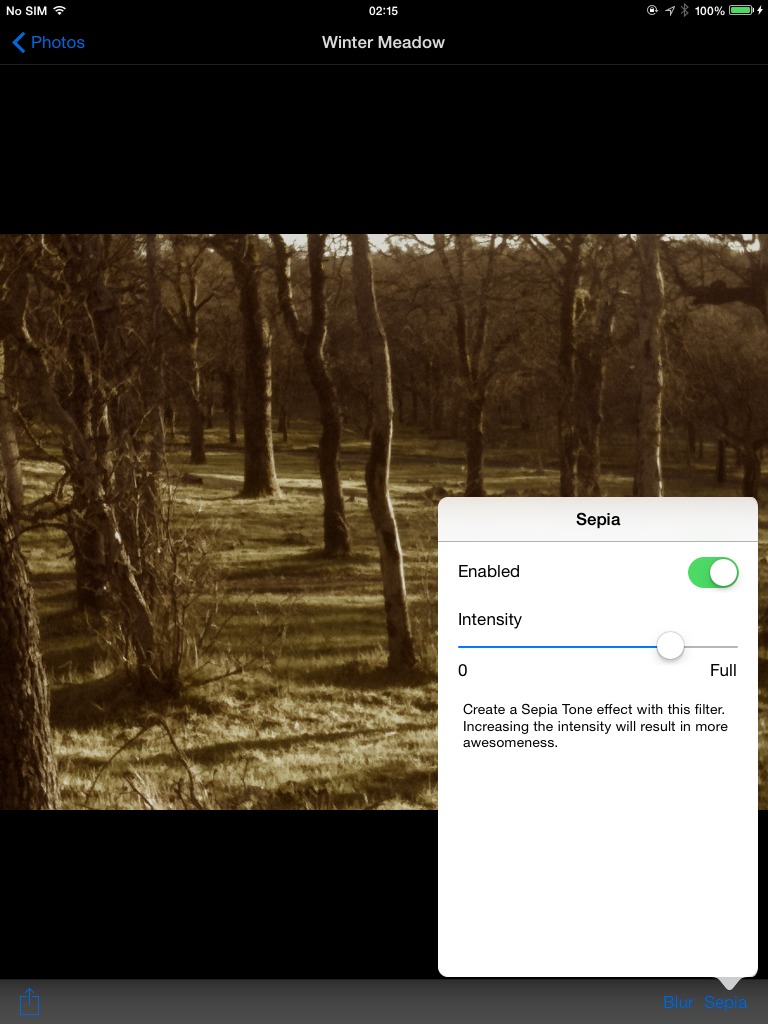 No SIM 02:15 100%
Photos Winter Meadow
Sepia
Enabled
Intensity
0 Full
Create a Sepia Tone effect with this filter.
Increasing the intensity will result in more
awesomeness.
Blur Sepia